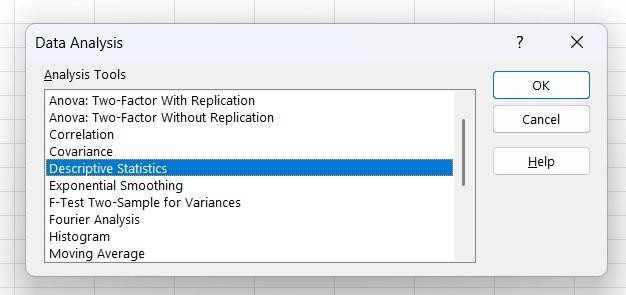 Data Analysis
Analysis Tools
Anova: Two-Factor With Replication
Anova: Two-Factor Without Replication
Correlation
Covariance
Descriptive Statistics
Exponential Smoothing
F-Test Two-Sample for Variances
Fourier Analysis
Histogram
Moving Average
OK
Cancel
Help